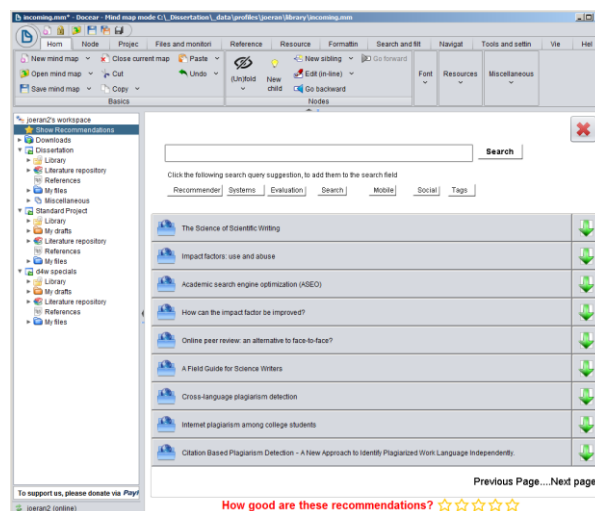 incoming.mm* - Docear - Mind map mode C:\_Dissertation\_data\profiles\joeran\library\incoming.mm
Hom Node Projec Files and monitori Reference Resource Formattin Search and filt Navigat Tools and settin Vie Hel
New mind map Close current map Paste
Open mind map Cut Undo
Save mind map Copy
Basics
(Un)fold
New child
New sibling Go forward
Edit (in-line)
Go backward
Nodes
Font
Resources
Miscellaneous
joeran2's workspace
Show Recommendations
Downloads
Dissertation
Library
Literature repository
References
My files
Miscellaneous
Standard Project
Library
My drafts
Literature repository
References
My files
d4w specials
Library
My drafts
Literature repository
References
My files
To support us, please donate via
joeran2 (online)
Search
Click the following search query suggestion, to add them to the search field
Recommender Systems Evaluation Search Mobile Social Tags
The Science of Scientific Writing
Impact factors: use and abuse
Academic search engine optimization (ASEO)
How can the impact factor be improved?
Online peer review: an alternative to face-to-face?
A Field Guide for Science Writers
Cross-language plagiarism detection
Internet plagiarism among college students
Citation Based Plagiarism Detection - A New Approach to Identify Plagiarized Work Language Independently.
Previous Page....Next page
How good are these recommendations?